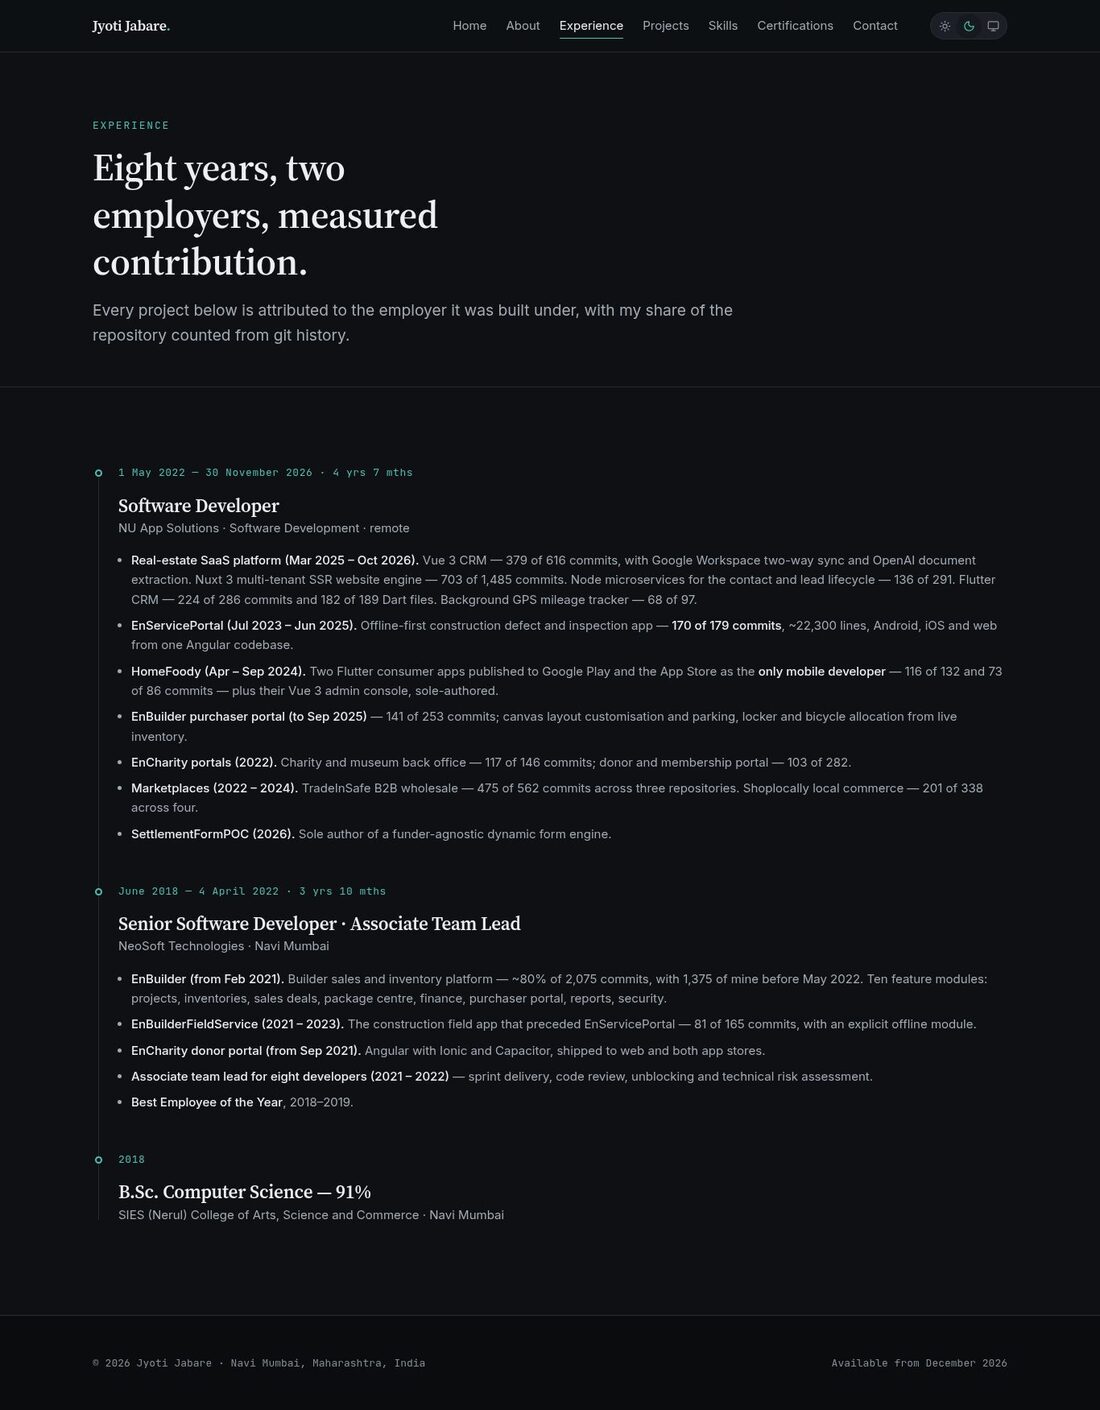 Jyoti Jabare.
Home About Experience Projects Skills Certifications Contact
EXPERIENCE
Eight years, two
employers, measured
contribution.
Every project below is attributed to the employer it was built under, with my share of the
repository counted from git history.
1 May 2022 — 30 November 2026 · 4 yrs 7 mths
Software Developer
NU App Solutions · Software Development · remote
• Real-estate SaaS platform (Mar 2025 – Oct 2026). Vue 3 CRM — 379 of 616 commits, with Google Workspace two-way sync and OpenAI document
extraction. Nuxt 3 multi-tenant SSR website engine — 703 of 1,485 commits. Node microservices for the contact and lead lifecycle — 136 of 291. Flutter
CRM — 224 of 286 commits and 182 of 189 Dart files. Background GPS mileage tracker — 68 of 97.
• EnServicePortal (Jul 2023 – Jun 2025). Offline-first construction defect and inspection app — 170 of 179 commits, ~22,300 lines, Android, iOS and web
from one Angular codebase.
• HomeFoody (Apr – Sep 2024). Two Flutter consumer apps published to Google Play and the App Store as the only mobile developer — 116 of 132 and 73
of 86 commits — plus their Vue 3 admin console, sole-authored.
• EnBuilder purchaser portal (to Sep 2025) — 141 of 253 commits; canvas layout customisation and parking, locker and bicycle allocation from live
inventory.
• EnCharity portals (2022). Charity and museum back office — 117 of 146 commits; donor and membership portal — 103 of 282.
• Marketplaces (2022 – 2024). TradeInSafe B2B wholesale — 475 of 562 commits across three repositories. Shoplocally local commerce — 201 of 338
across four.
• SettlementFormPOC (2026). Sole author of a funder-agnostic dynamic form engine.
June 2018 — 4 April 2022 · 3 yrs 10 mths
Senior Software Developer · Associate Team Lead
NeoSoft Technologies · Navi Mumbai
• EnBuilder (from Feb 2021). Builder sales and inventory platform — ~80% of 2,075 commits, with 1,375 of mine before May 2022. Ten feature modules:
projects, inventories, sales deals, package centre, finance, purchaser portal, reports, security.
• EnBuilderFieldService (2021 – 2023). The construction field app that preceded EnServicePortal — 81 of 165 commits, with an explicit offline module.
• EnCharity donor portal (from Sep 2021). Angular with Ionic and Capacitor, shipped to web and both app stores.
• Associate team lead for eight developers (2021 – 2022) — sprint delivery, code review, unblocking and technical risk assessment.
• Best Employee of the Year, 2018–2019.
2018
B.Sc. Computer Science — 91%
SIES (Nerul) College of Arts, Science and Commerce · Navi Mumbai
© 2026 Jyoti Jabare · Navi Mumbai, Maharashtra, India
Available from December 2026